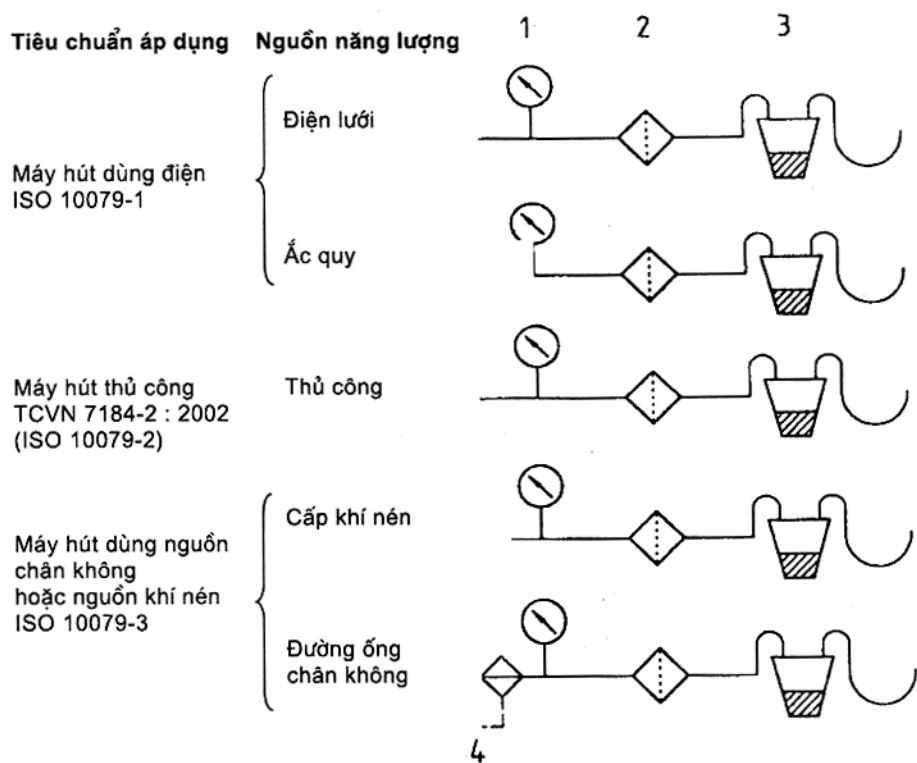 Tiêu chuẩn áp dụng
Nguồn năng lượng
1
2
3
Máy hút dùng điện
ISO 10079-1
Điện lưới
Ắc quy
Máy hút thủ công
TCVN 7184-2 : 2002
(ISO 10079-2)
Thủ công
Máy hút dùng nguồn
chân không
hoặc nguồn khí nén
ISO 10079-3
Cấp khí nén
Đường ống
chân không
4